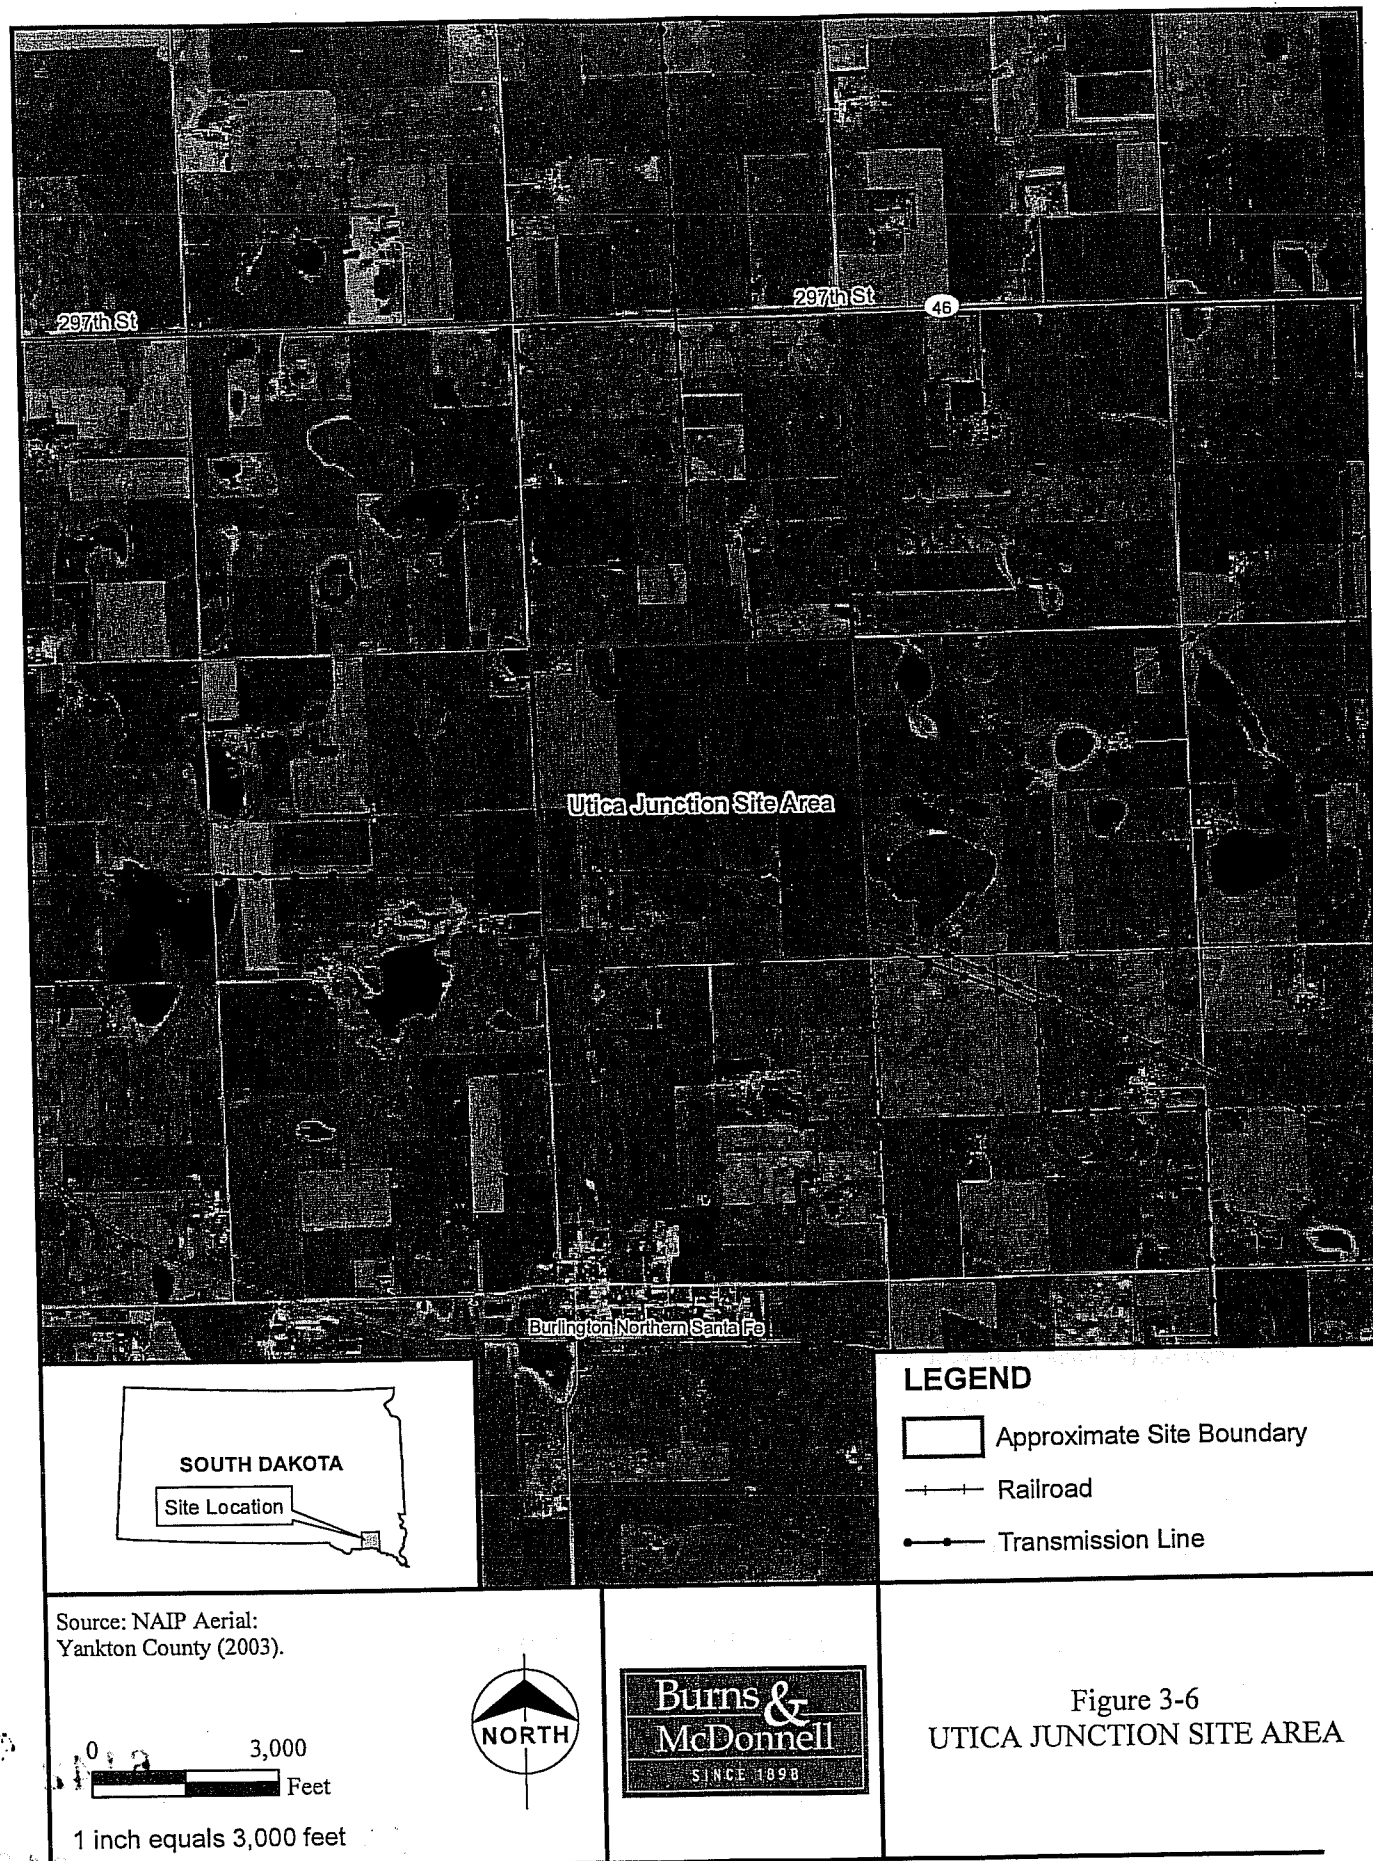 297th St
297th St
46
Utica Junction Site Area
Burlington Northern Santa Fe
SOUTH DAKOTA
Site Location
LEGEND
Approximate Site Boundary
Railroad
Transmission Line
Source: NAIP Aerial:
Yankton County (2003).
0 3,000
Feet
1 inch equals 3,000 feet
NORTH
Burns &
McDonnell
SINCE 1898
Figure 3-6
UTICA JUNCTION SITE AREA